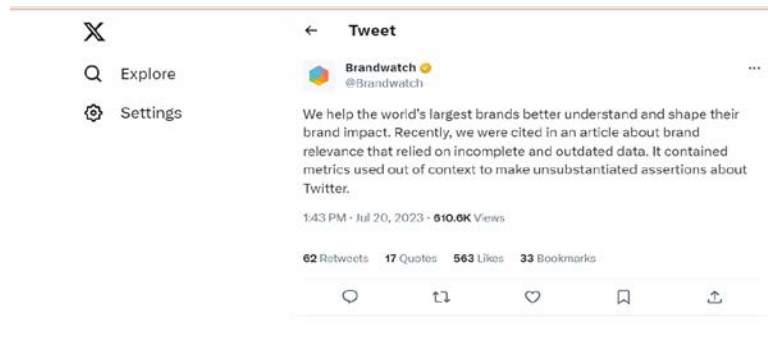 Tweet
Explore
Settings
Brandwatch
@Brandwatch
We help the world's largest brands better understand and shape their
brand impact. Recently, we were cited in an article about brand
relevance that relied on incomplete and outdated data. It contained
metrics used out of context to make unsubstantiated assertions about
Twitter.
1:43 PM · Jul 20, 2023 · 610.6K Views
62 Retweets 17 Quotes 563 Likes 33 Bookmarks